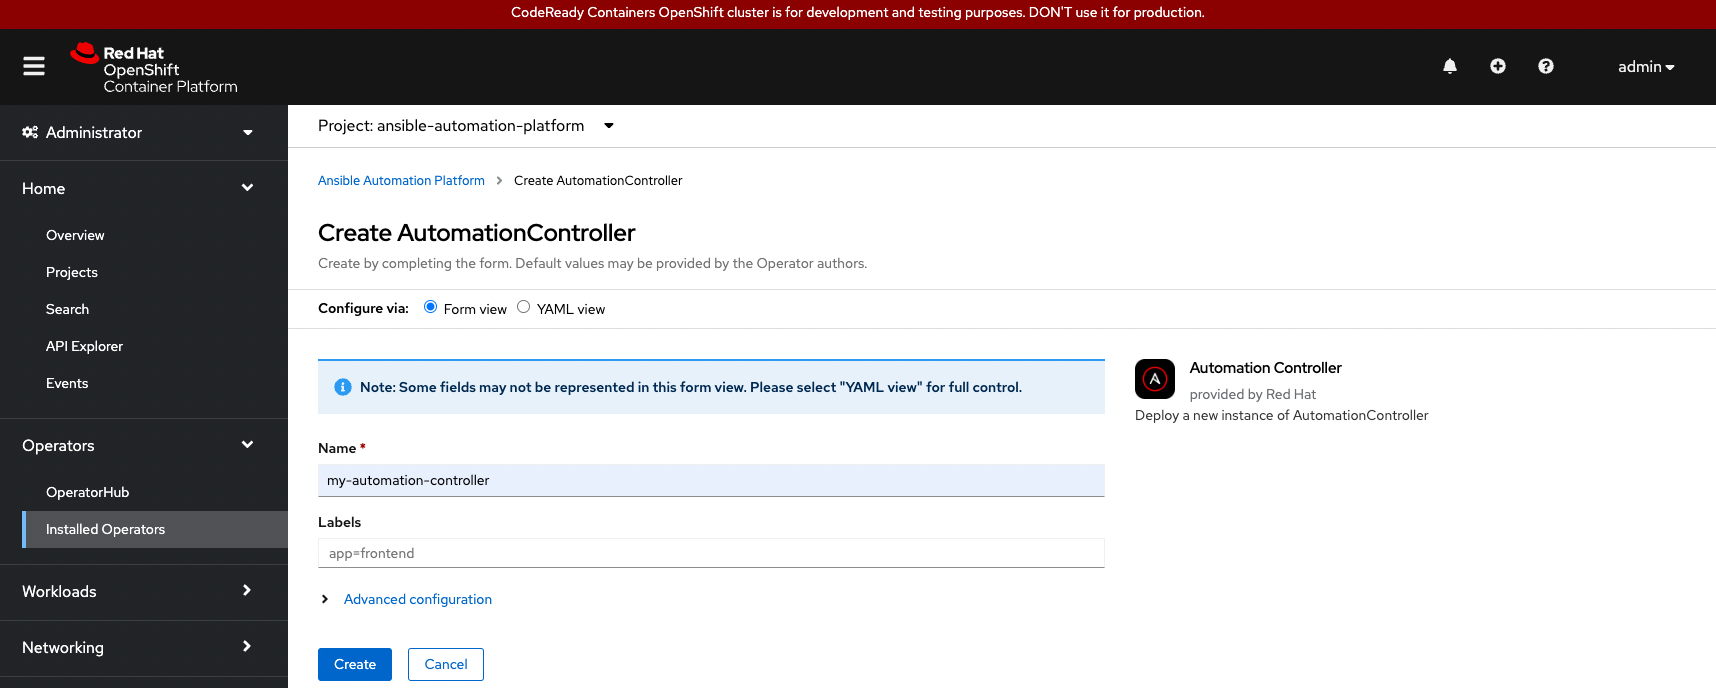 CodeReady Containers OpenShift cluster is for development and testing purposes. DON'T use it for production.
Red Hat
OpenShift
Container Platform
admin
Administrator
Home
Overview
Projects
Search
API Explorer
Events
Operators
OperatorHub
Installed Operators
Workloads
Networking
Project: ansible-automation-platform
Ansible Automation Platform > Create AutomationController
Create AutomationController
Create by completing the form. Default values may be provided by the Operator authors.
Configure via: Form view YAML view
Note: Some fields may not be represented in this form view. Please select "YAML view" for full control.
Name *
my-automation-controller
Labels
app=frontend
Advanced configuration
Create Cancel
Automation Controller
provided by Red Hat
Deploy a new instance of AutomationController